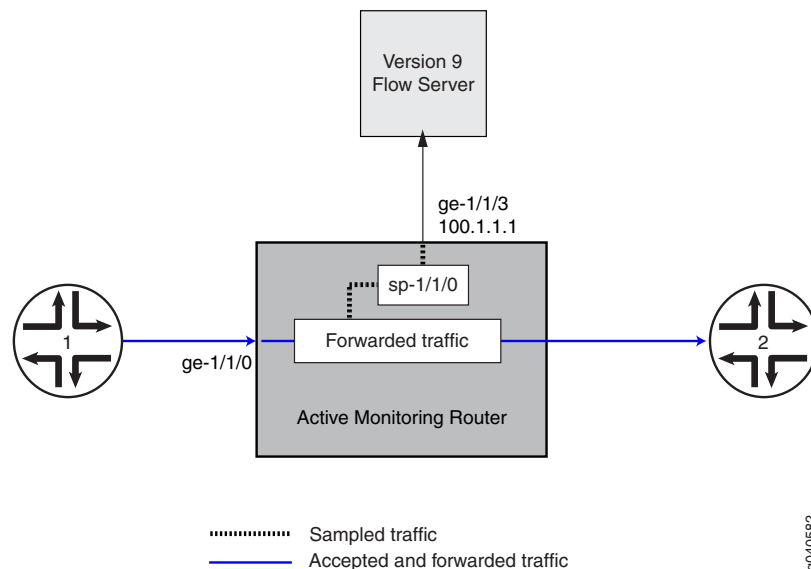 Version 9
Flow Server
ge-1/1/3
100.1.1.1
sp-1/1/0
Forwarded traffic
1
2
ge-1/1/0
Active Monitoring Router
Sampled traffic
Accepted and forwarded traffic
g040582